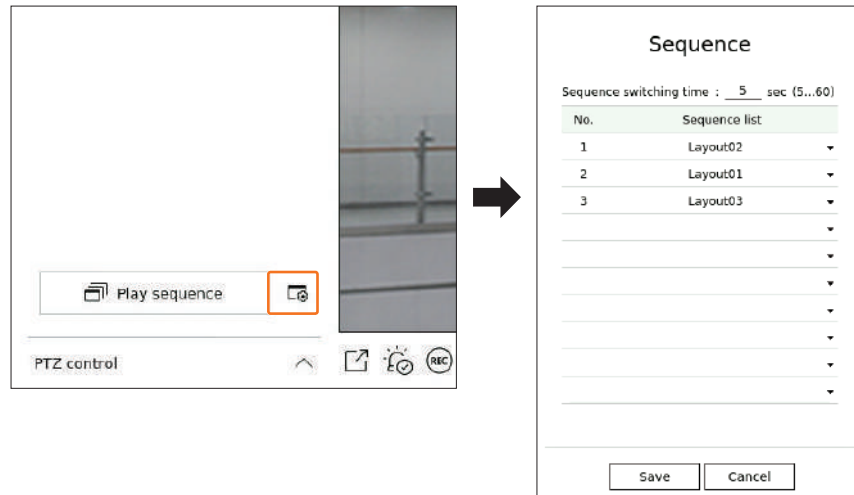 Play sequence
PTZ control
REC
Sequence
Sequence switching time : 5 sec (5...60)
No. Sequence list
1 Layout02
2 Layout01
3 Layout03
Save Cancel